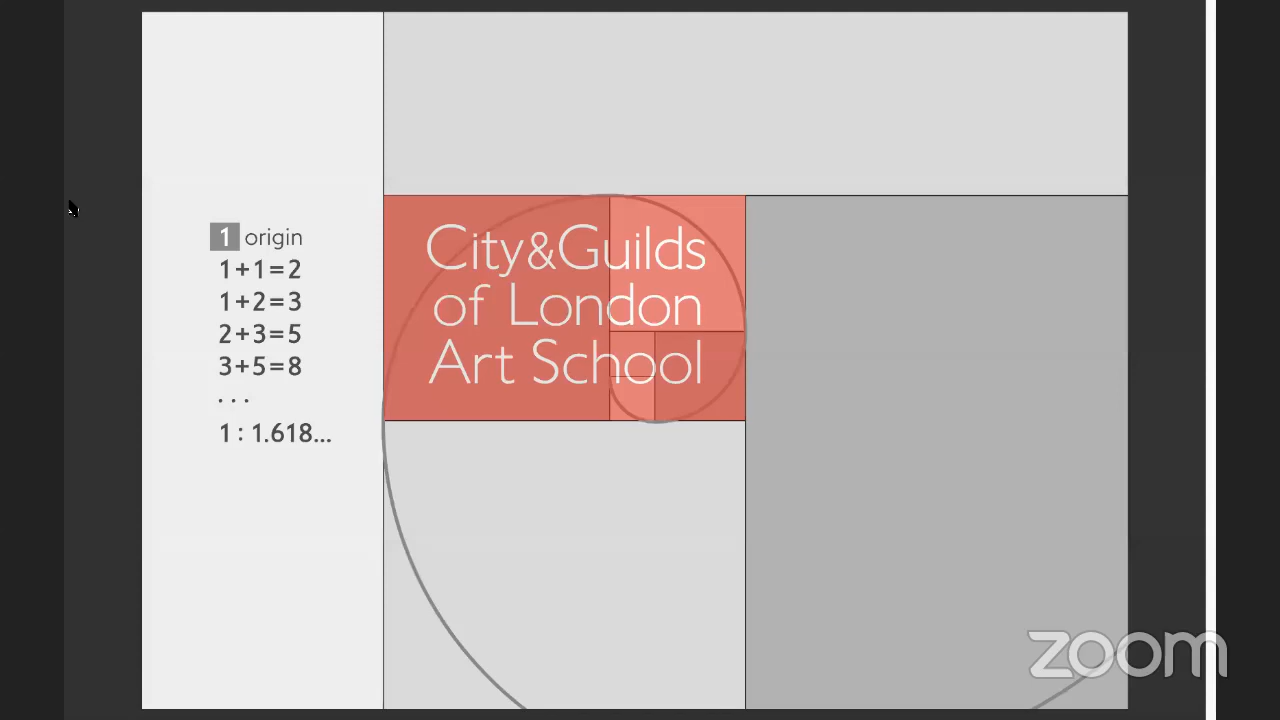 1 origin
1+1=2
1+2=3
2+3=5
3+5=8
...
1:1.618...
City&Guilds
of London
Art School
zoom